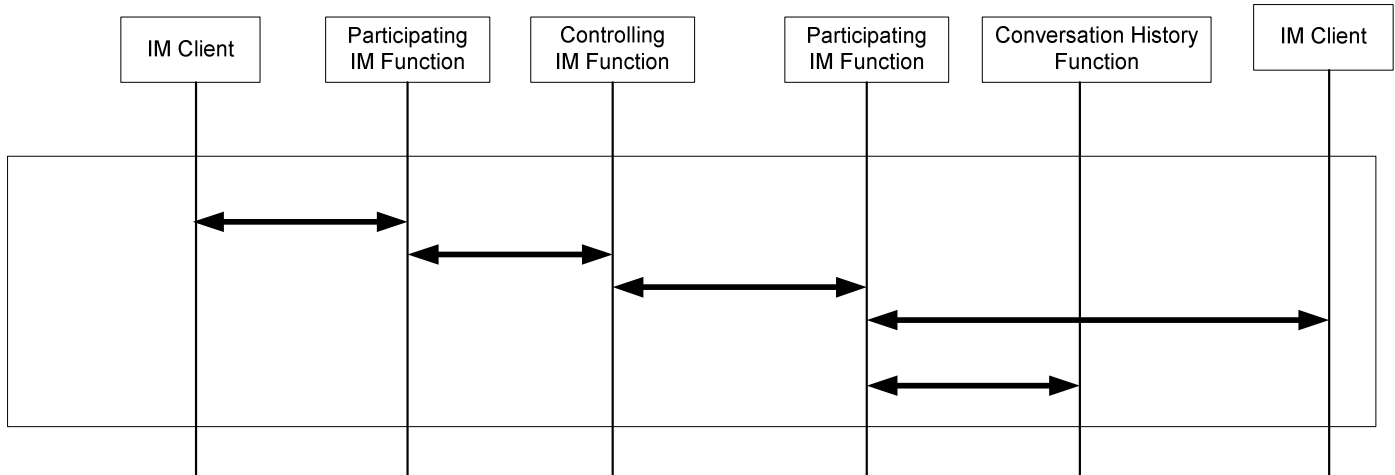 IM Client
Participating
IM Function
Controlling
IM Function
Participating
IM Function
Conversation History
Function
IM Client